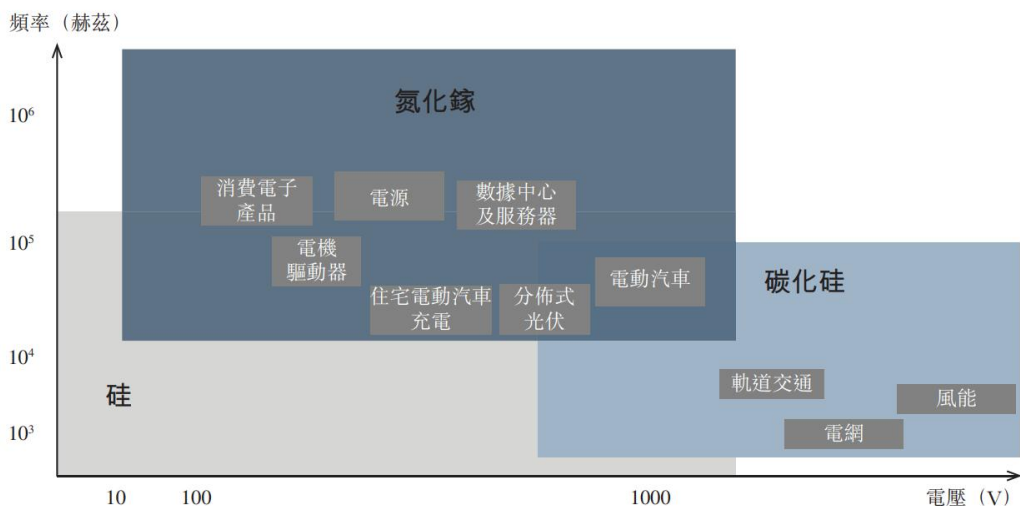 頻率（赫茲）
10⁶
氮化鎵
消費電子
產品
電源
數據中心
及服務器
10⁵
電機
驅動器
電動汽車
碳化硅
住宅電動汽車
充電
分佈式
光伏
10⁴
硅
軌道交通
風能
10³
電網
10
100
1000
電壓（V）